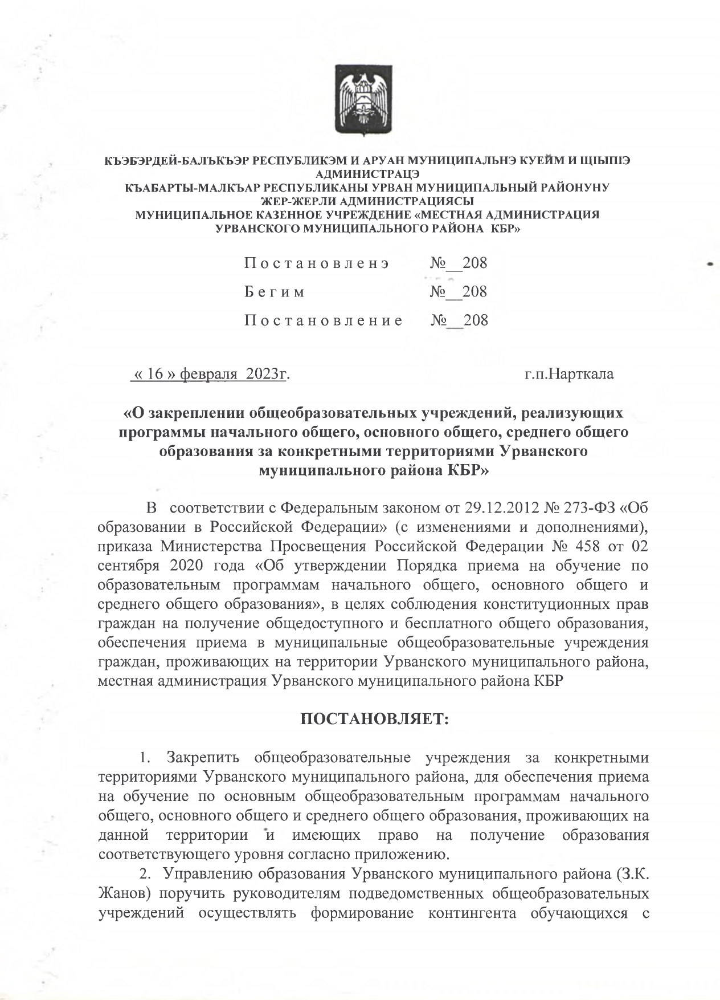 КЪЭБЭРДЕЙ-БАЛЪКЪЭР РЕСПУБЛИКЭМ И АРУАН МУНИЦИПАЛЬНЭ КУЕЙМ И ЩIЫПIЭ
АДМИНИСТРАЦЭ
КЪАБАРТЫ-МАЛКЪАР РЕСПУБЛИКАНЫ УРВАН МУНИЦИПАЛЬНЫЙ РАЙОНУНУ
ЖЕР-ЖЕРЛИ АДМИНИСТРАЦИЯСЫ
МУНИЦИПАЛЬНОЕ КАЗЕННОЕ УЧРЕЖДЕНИЕ «МЕСТНАЯ АДМИНИСТРАЦИЯ
УРВАНСКОГО МУНИЦИПАЛЬНОГО РАЙОНА КБР»
П о с т а н о в л е н э №__208
Б е г и м №__208
П о с т а н о в л е н и е №__208
« 16 » февраля 2023г. г.п.Нарткала
«О закреплении общеобразовательных учреждений, реализующих
программы начального общего, основного общего, среднего общего
образования за конкретными территориями Урванского
муниципального района КБР»
В соответствии с Федеральным законом от 29.12.2012 № 273-ФЗ «Об
образовании в Российской Федерации» (с изменениями и дополнениями),
приказа Министерства Просвещения Российской Федерации № 458 от 02
сентября 2020 года «Об утверждении Порядка приема на обучение по
образовательным программам начального общего, основного общего и
среднего общего образования», в целях соблюдения конституционных прав
граждан на получение общедоступного и бесплатного общего образования,
обеспечения приема в муниципальные общеобразовательные учреждения
граждан, проживающих на территории Урванского муниципального района,
местная администрация Урванского муниципального района КБР
ПОСТАНОВЛЯЕТ:
1. Закрепить общеобразовательные учреждения за конкретными
территориями Урванского муниципального района, для обеспечения приема
на обучение по основным общеобразовательным программам начального
общего, основного общего и среднего общего образования, проживающих на
данной территории и имеющих право на получение образования
соответствующего уровня согласно приложению.
2. Управлению образования Урванского муниципального района (З.К.
Жанов) поручить руководителям подведомственных общеобразовательных
учреждений осуществлять формирование контингента обучающихся с